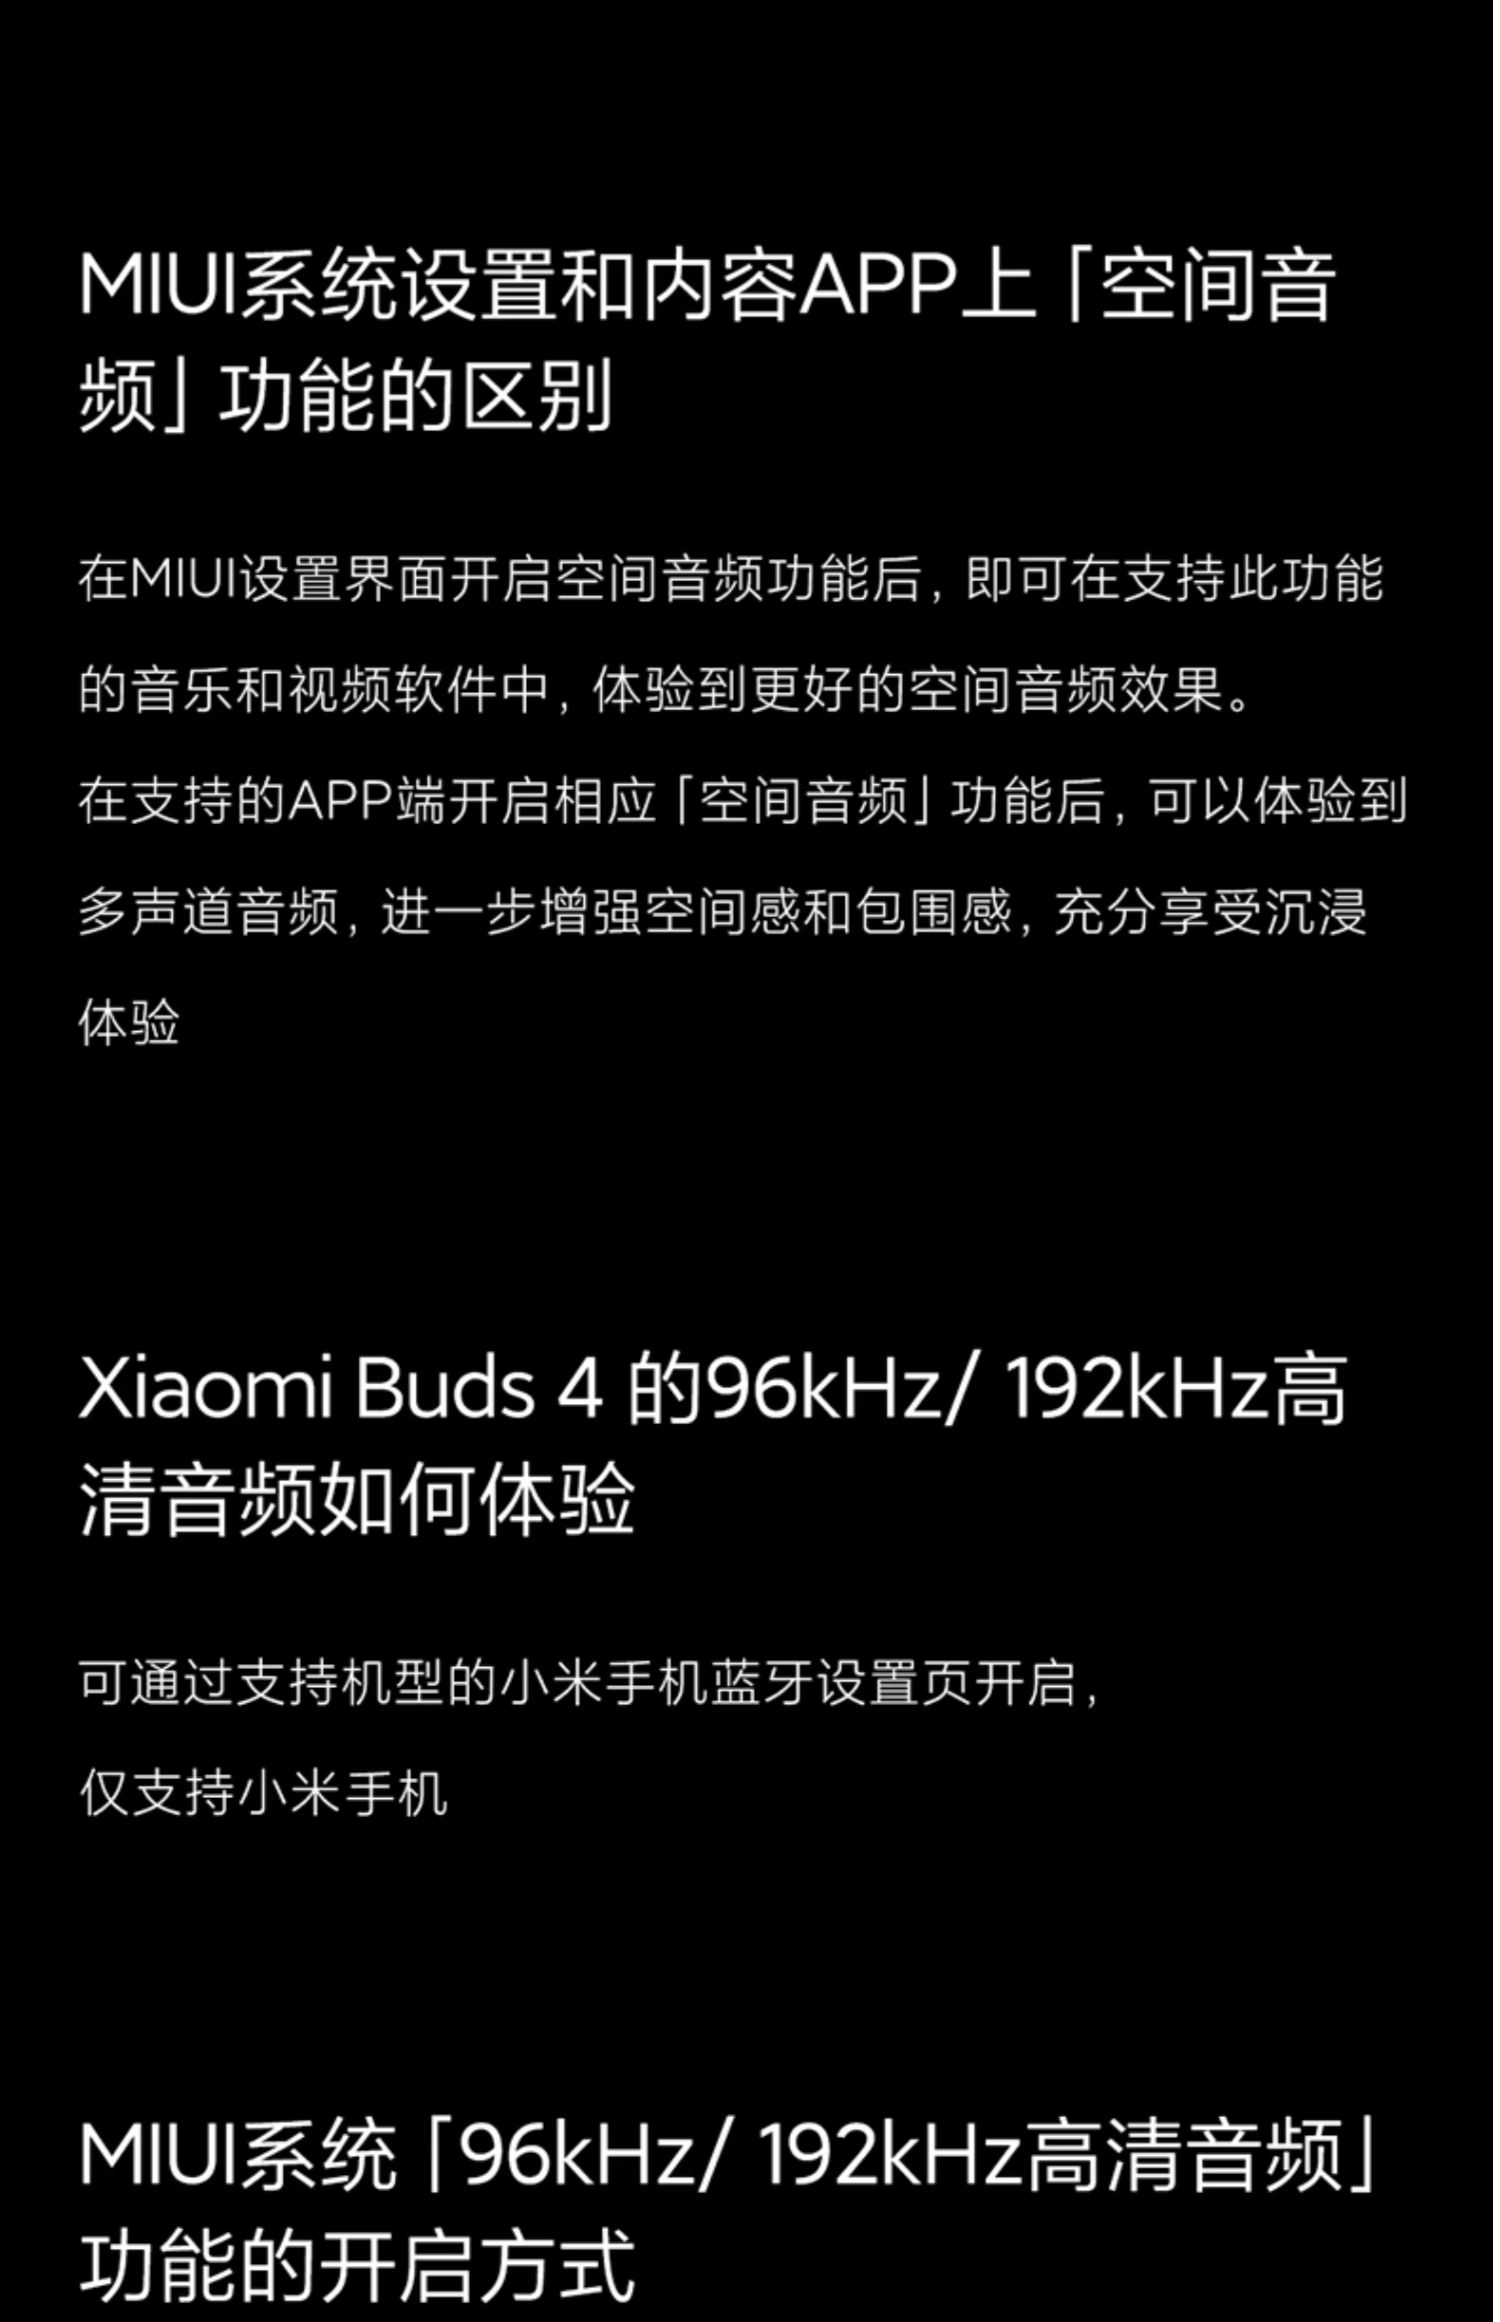 MIUI系统设置和内容APP上「空间音
频」功能的区别
在MIUI设置界面开启空间音频功能后，即可在支持此功能
的音乐和视频软件中，体验到更好的空间音频效果。
在支持的APP端开启相应「空间音频」功能后，可以体验到
多声道音频，进一步增强空间感和包围感，充分享受沉浸
体验
Xiaomi Buds 4 的96kHz/ 192kHz高
清音频如何体验
可通过支持机型的小米手机蓝牙设置页开启，
仅支持小米手机
MIUI系统「96kHz/ 192kHz高清音频」
功能的开启方式